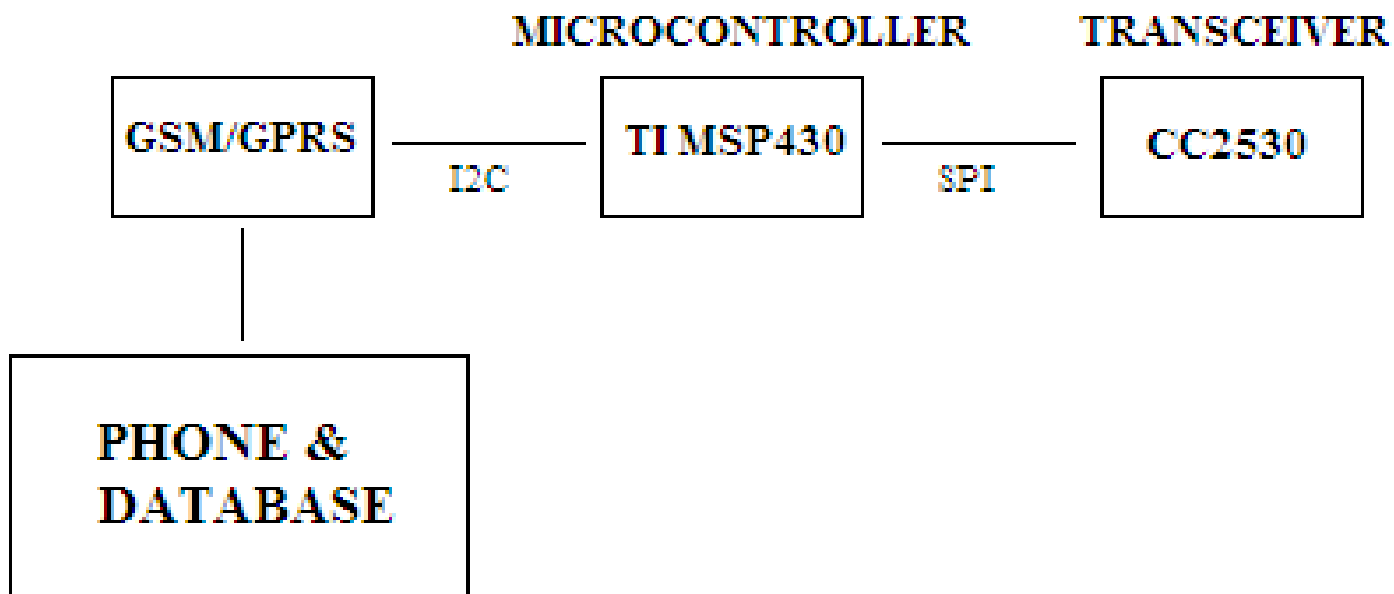 MICROCONTROLLER
TRANSCEIVER
GSM/GPRS
I2C
TI MSP430
SPI
CC2530
PHONE &
DATABASE